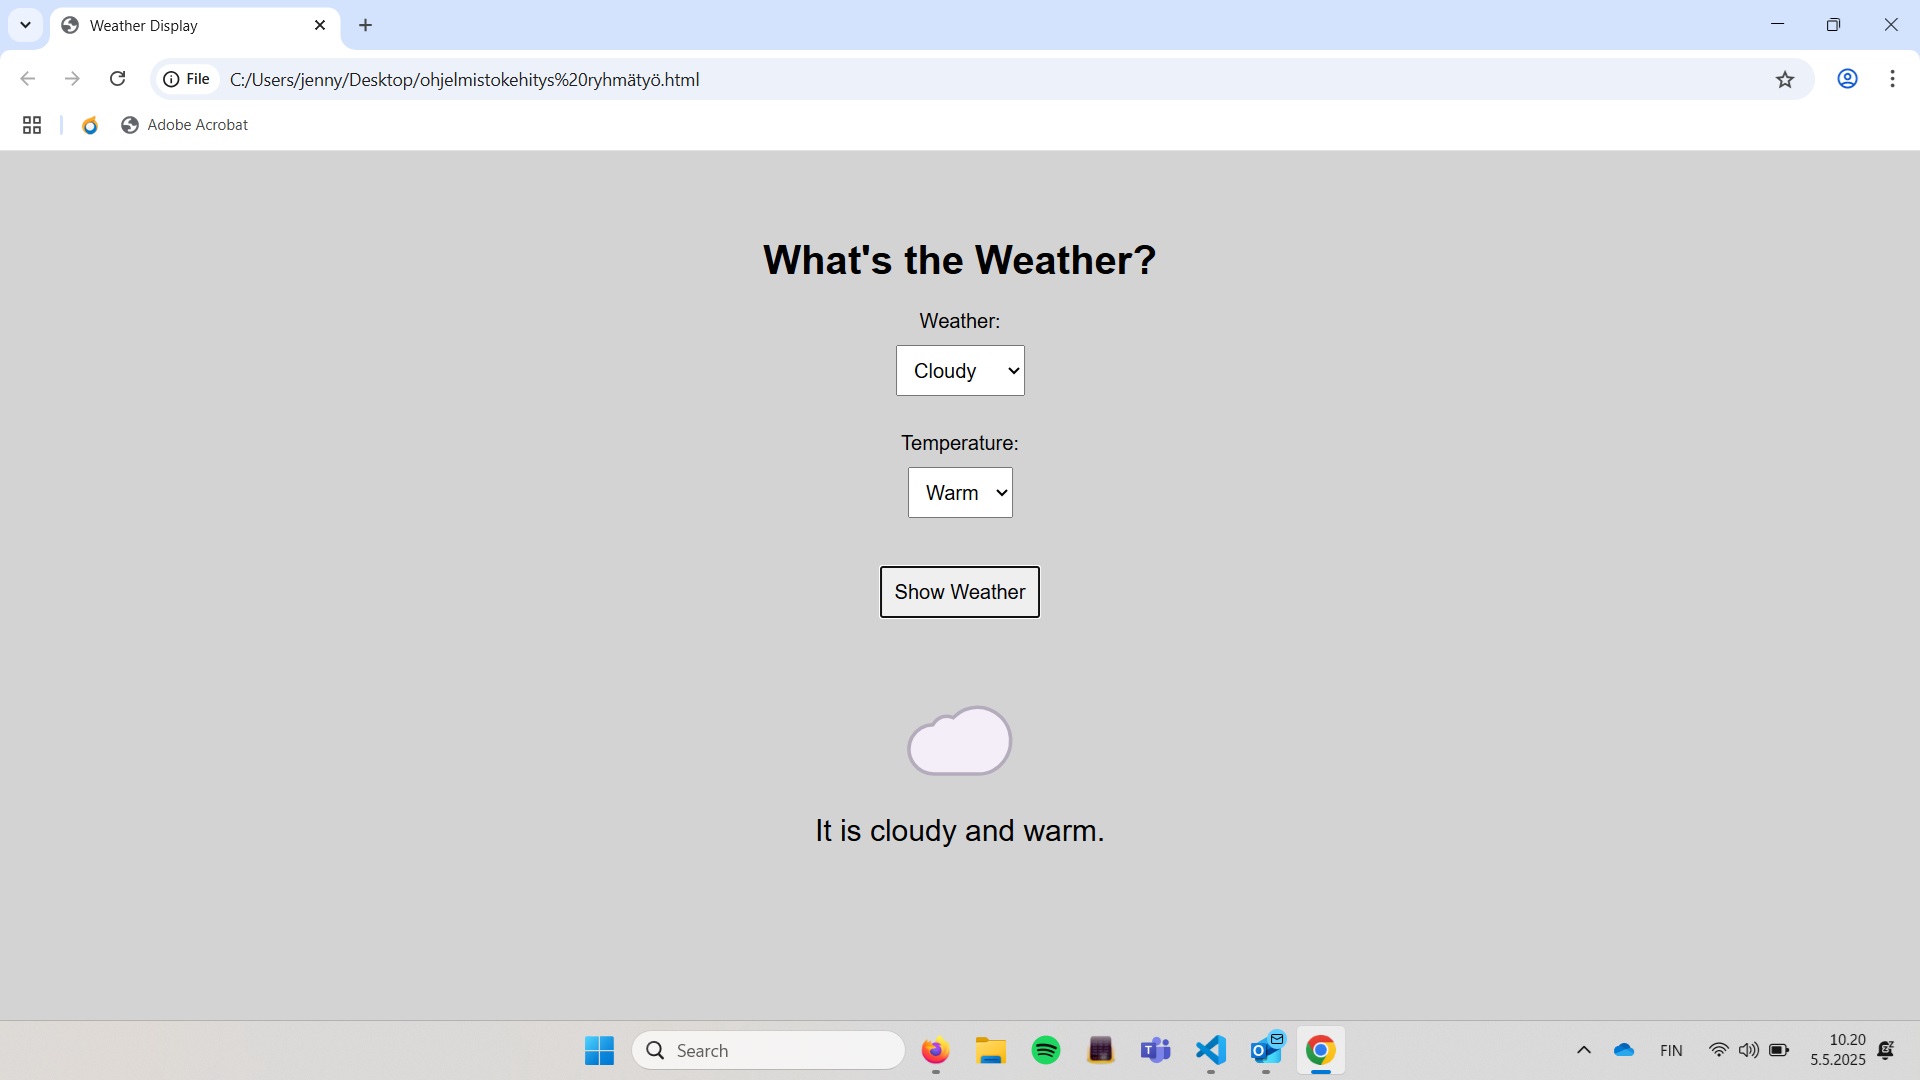 Weather Display
File
C:/Users/jenny/Desktop/ohjelmistokehitys%20ryhmätyö.html
Adobe Acrobat
What's the Weather?
Weather:
Cloudy
Temperature:
Warm
Show Weather
It is cloudy and warm.
Search
FIN
10.20
5.5.2025